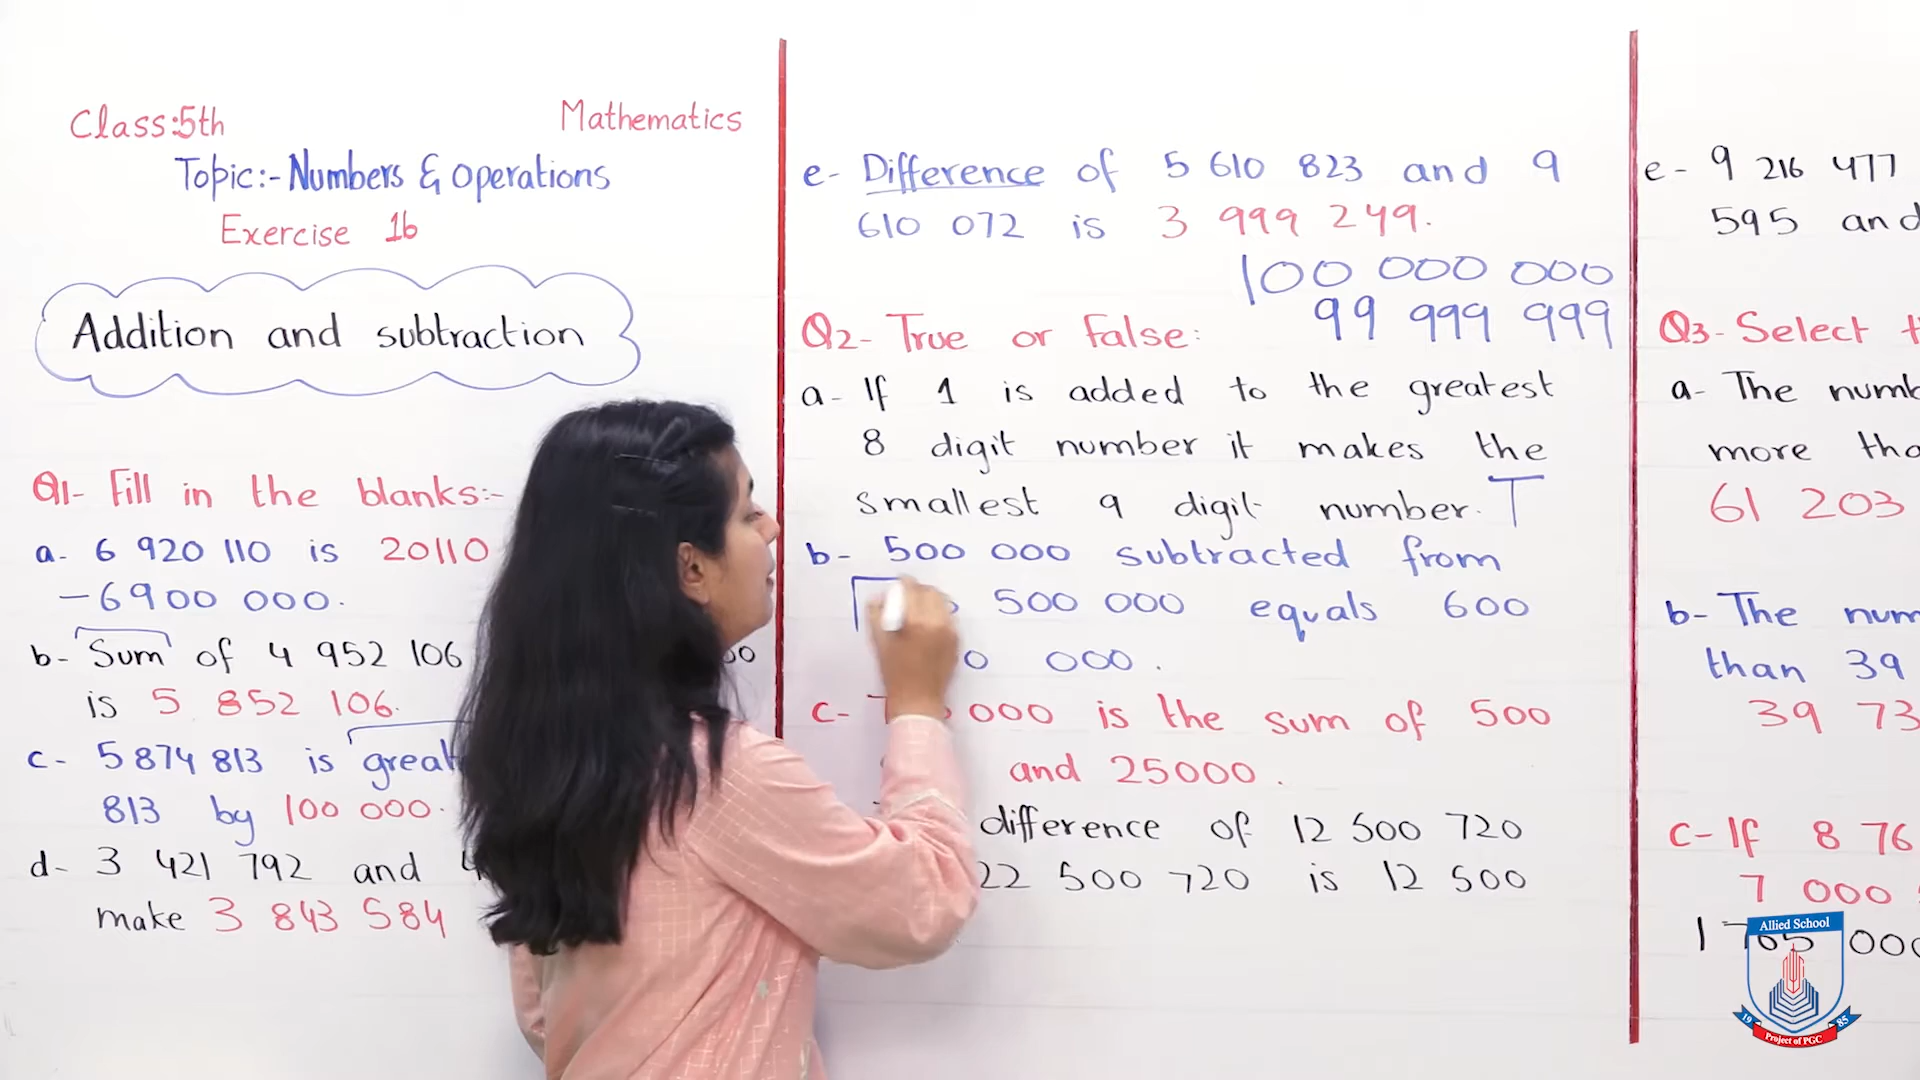 Class:5th Mathematics
Topic:- Numbers & Operations
Exercise 1b
Addition and subtraction
Q1- Fill in the blanks:-
a- 6 920 110 is 20110
-6900 000.
b- Sum of 4 952 106
is 5 852 106.
c- 5 874 813 is
813 by 100 000.
d- 3 421 792 and 4
make 3 843 584
e- Difference of 5 610 823 and 9
610 072 is 3 999 249.
100 000 000
99 999 999
Q2- True or False:
a- If 1 is added to the greatest
8 digit number it makes the
smallest 9 digit number. T
b- 500 000 subtracted from
500 000 equals 600
000.
c- 000 is the sum of 500
and 25000.
difference of 12 500 720
22 500 720 is 12 500
e- 9 216 477
595 and
Q3- Select
a- The
more
61 203
b- The
than 39
39 73
c- If 8 76
7 000
1 705 000
Allied School
19 85
Project of PGC